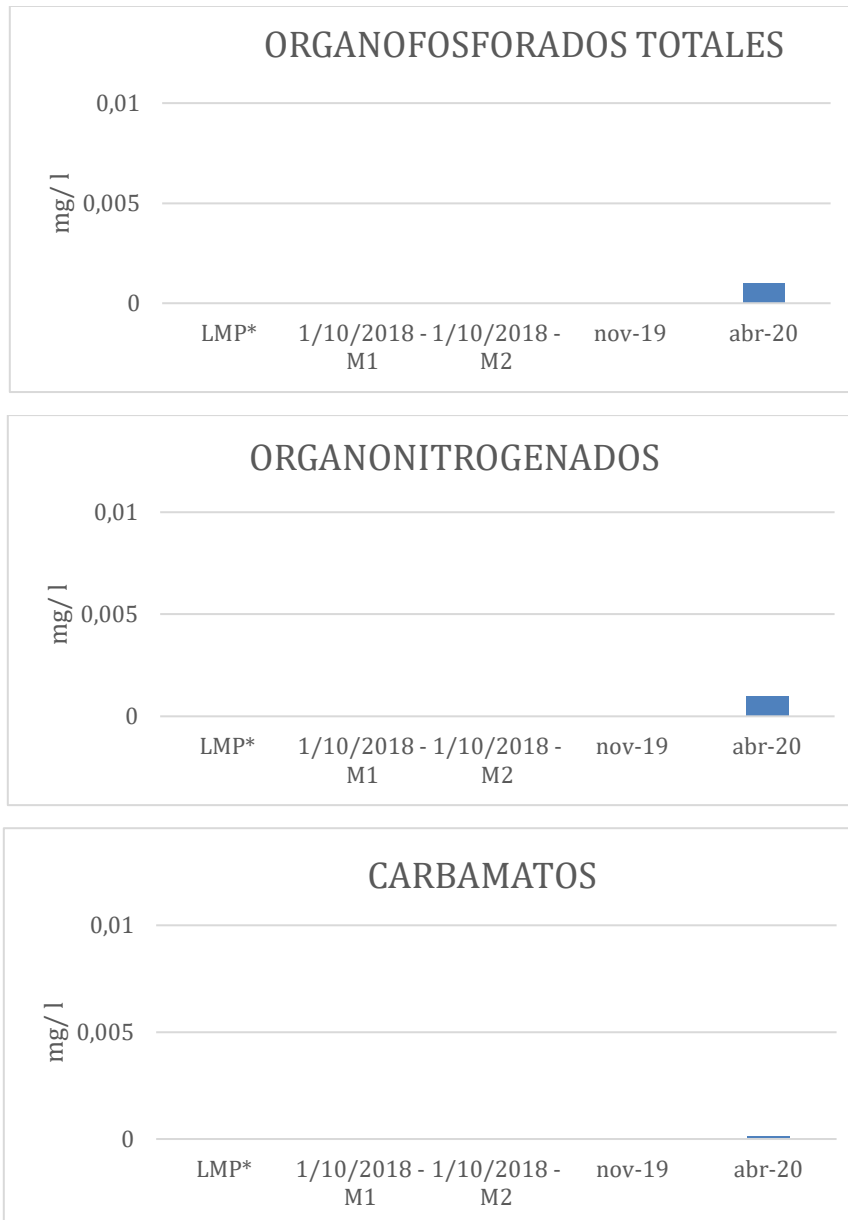 ORGANOFOSFORADOS TOTALES
0,01
mg/ l
0,005
0
LMP* 1/10/2018 - 1/10/2018 - nov-19 abr-20
M1 M2
ORGANONITROGENADOS
0,01
mg/ l
0,005
0
LMP* 1/10/2018 - 1/10/2018 - nov-19 abr-20
M1 M2
CARBAMATOS
0,01
mg/ l
0,005
0
LMP* 1/10/2018 - 1/10/2018 - nov-19 abr-20
M1 M2